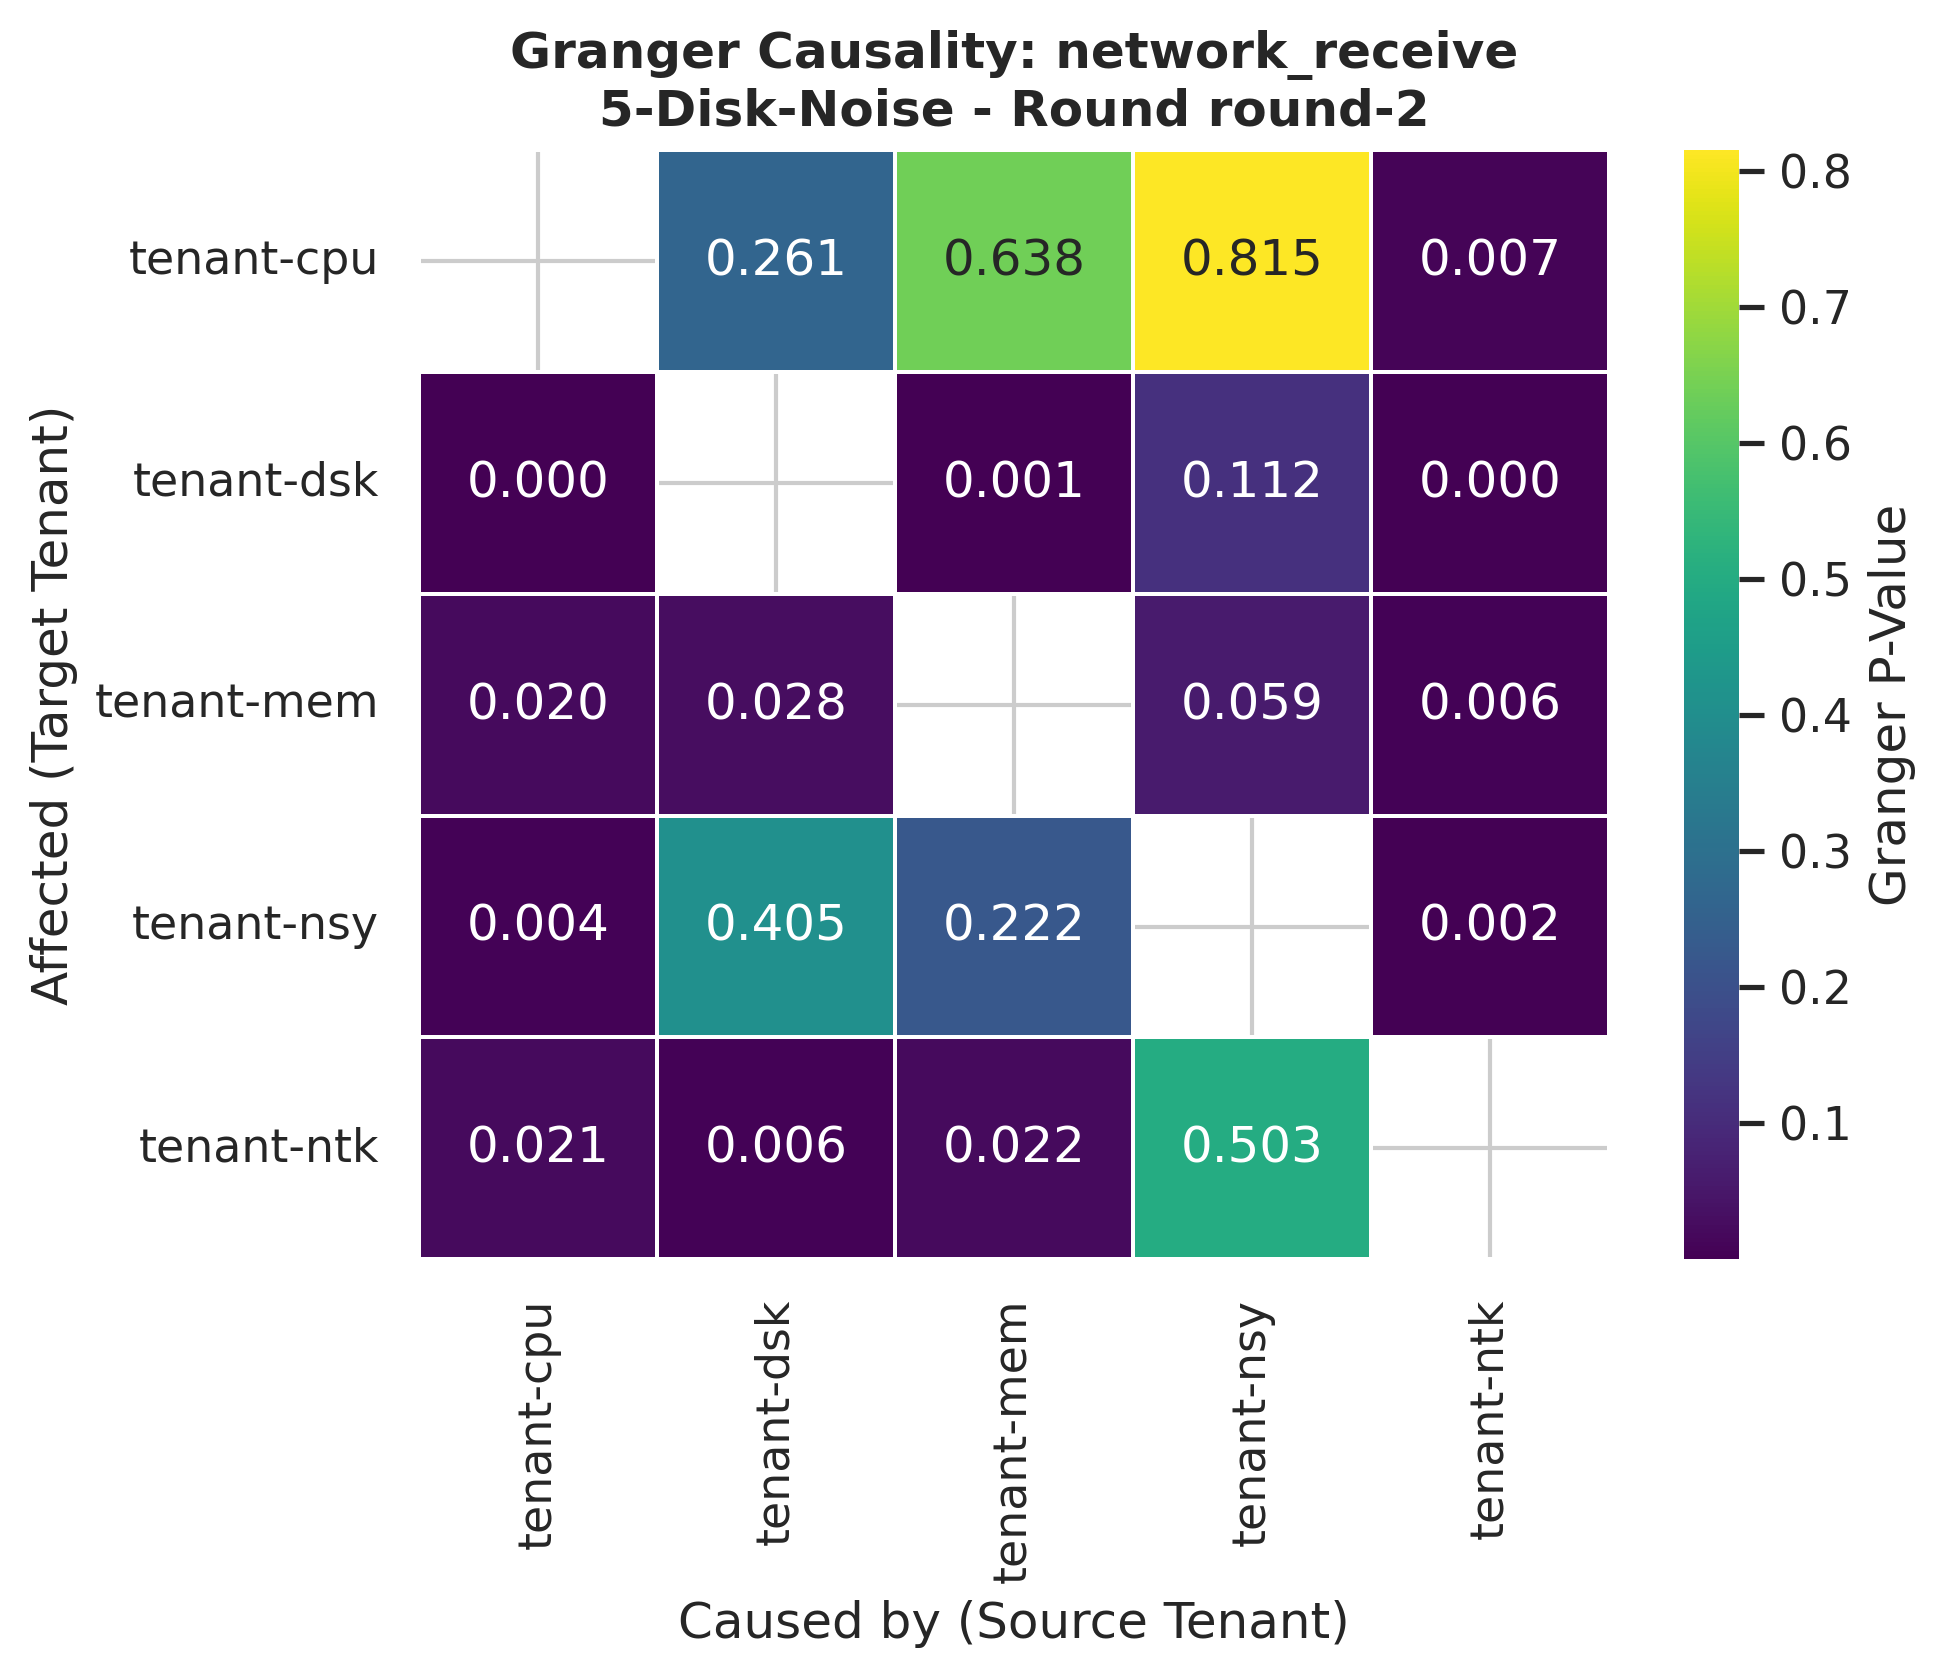 Granger Causality: network_receive
5-Disk-Noise - Round round-2
Affected (Target Tenant)
tenant-cpu
0.261 0.638 0.815 0.007
tenant-dsk
0.000 0.001 0.112 0.000
tenant-mem
0.020 0.028 0.059 0.006
tenant-nsy
0.004 0.405 0.222 0.002
tenant-ntk
0.021 0.006 0.022 0.503
tenant-cpu
tenant-dsk
tenant-mem
tenant-nsy
tenant-ntk
Caused by (Source Tenant)
0.8
0.7
0.6
0.5
0.4
0.3
0.2
0.1
Granger P-Value